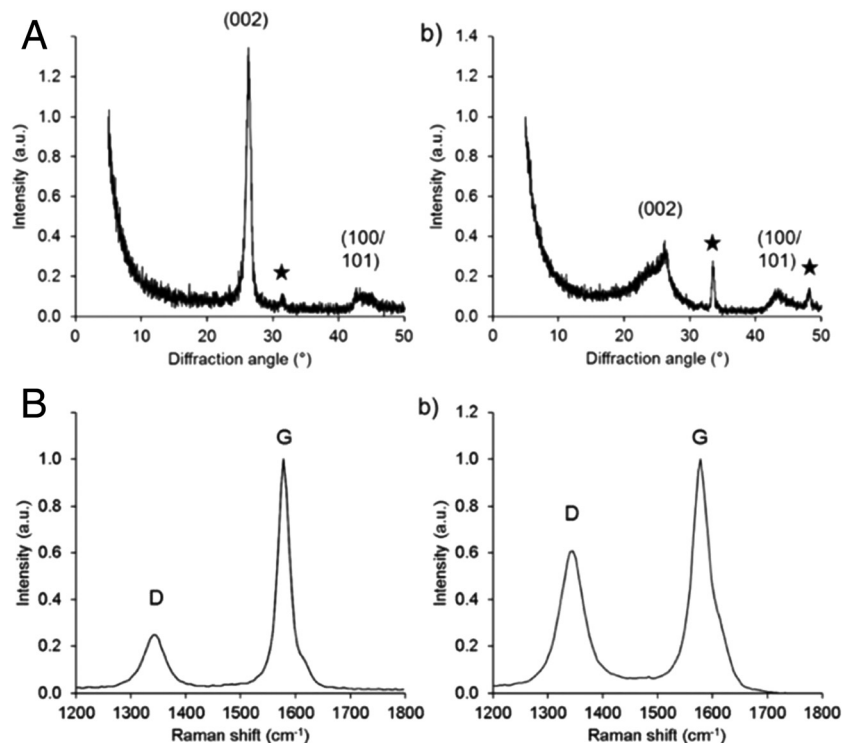 A
(002)
1.2
1.0
0.8
0.6
0.4
0.2
0.0
Intensity (a.u.)
★
(100/
101)
0 10 20 30 40 50
Diffraction angle (°)
b)
1.4
1.2
1.0
0.8
0.6
0.4
0.2
0.0
Intensity (a.u.)
(002)
★
(100/
101)
★
0 10 20 30 40 50
Diffraction angle (°)
B
1.0
0.8
0.6
0.4
0.2
0.0
Intensity (a.u.)
D
G
1200 1300 1400 1500 1600 1700 1800
Raman shift (cm⁻¹)
b)
1.2
1.0
0.8
0.6
0.4
0.2
0.0
Intensity (a.u.)
D
G
1200 1300 1400 1500 1600 1700 1800
Raman shift (cm⁻¹)